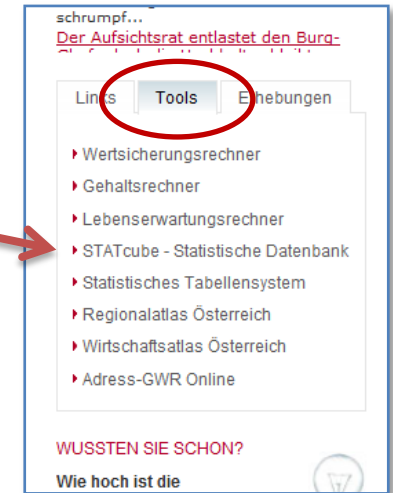 schrumpf...
Der Aufsichtsrat entlastet den Burg-
Links Tools Erhebungen
Wertsicherungsrechner
Gehaltsrechner
Lebenserwartungsrechner
STATcube - Statistische Datenbank
Statistisches Tabellensystem
Regionalatlas Österreich
Wirtschaftsatlas Österreich
Adress-GWR Online
WUSSTEN SIE SCHON?
Wie hoch ist die